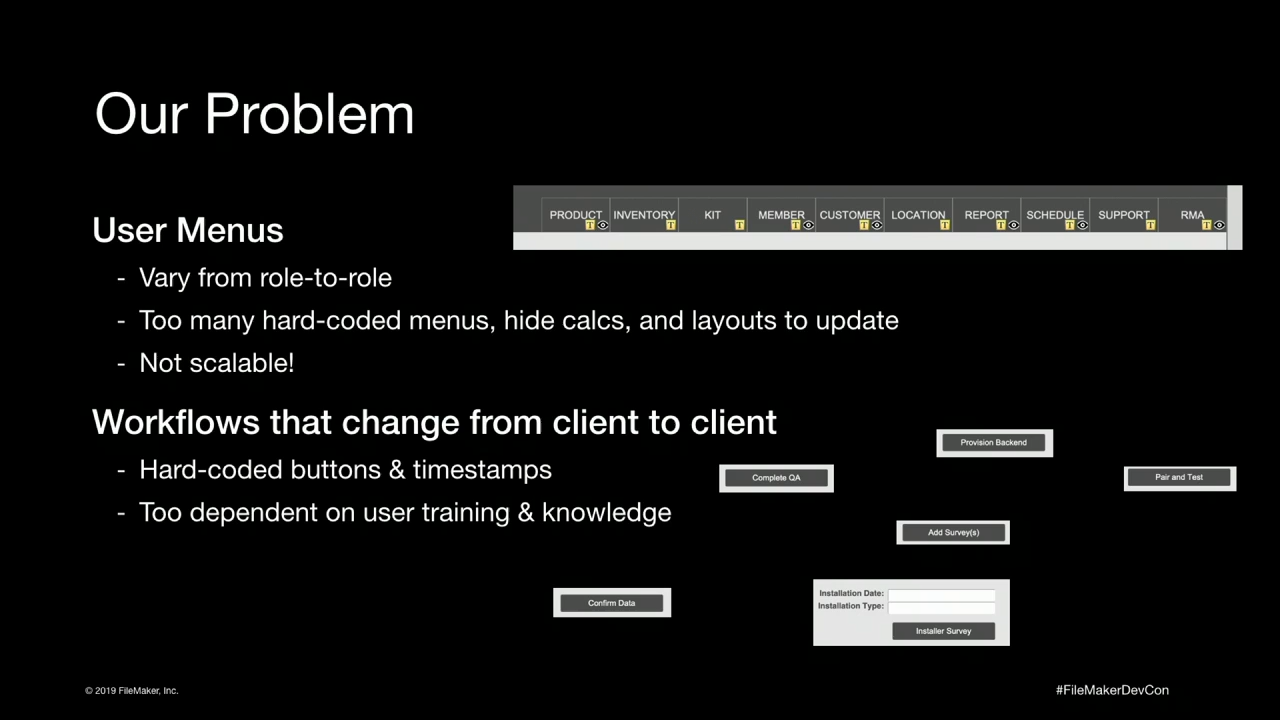 Our Problem
PRODUCT INVENTORY KIT MEMBER CUSTOMER LOCATION REPORT SCHEDULE SUPPORT RMA
T T T T T T T T T T
User Menus
- Vary from role-to-role
- Too many hard-coded menus, hide calcs, and layouts to update
- Not scalable!
Workflows that change from client to client
- Hard-coded buttons & timestamps
- Too dependent on user training & knowledge
Provision Backend
Complete QA
Pair and Test
Add Survey(s)
Confirm Data
Installation Date:
Installation Type:
Installer Survey
© 2019 FileMaker, Inc.
#FileMakerDevCon